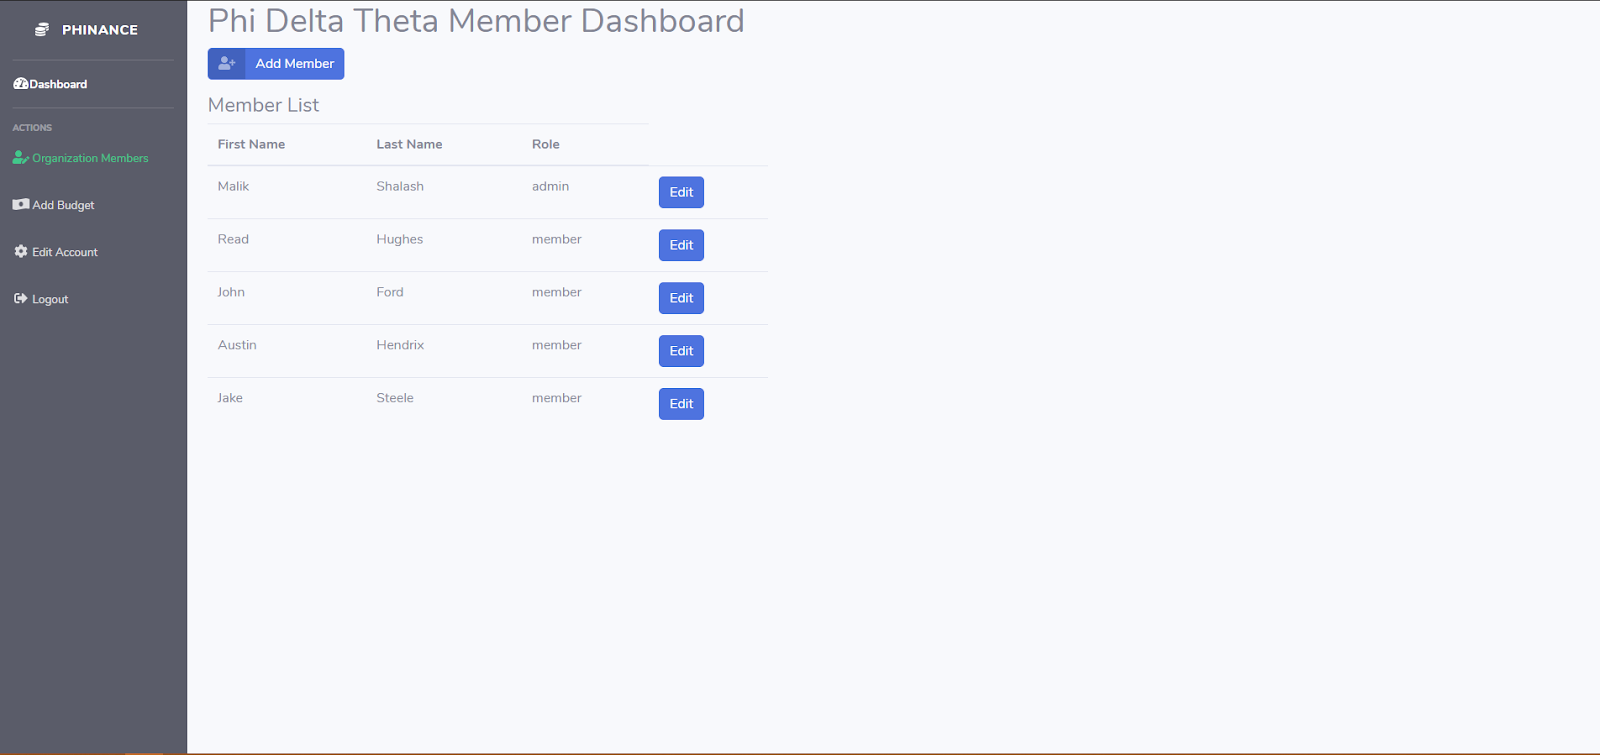 PHINANCE
Dashboard
ACTIONS
Organization Members
Add Budget
Edit Account
Logout
Phi Delta Theta Member Dashboard
Add Member
Member List
First Name Last Name Role
Malik Shalash admin Edit
Read Hughes member Edit
John Ford member Edit
Austin Hendrix member Edit
Jake Steele member Edit